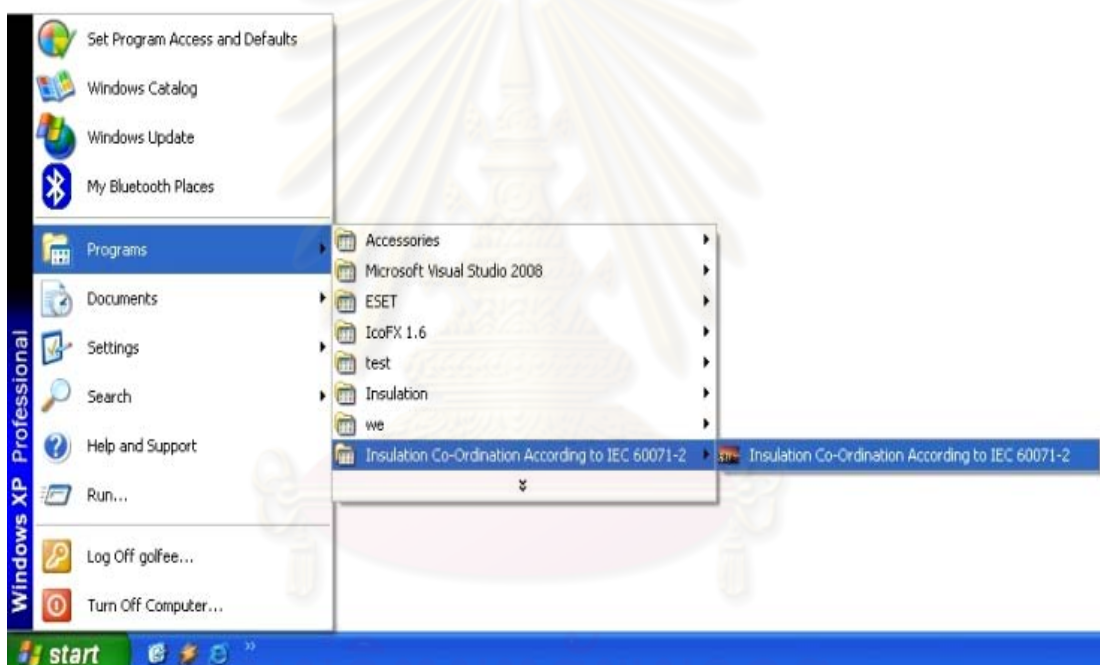 Set Program Access and Defaults
Windows Catalog
Windows Update
My Bluetooth Places
Programs
Documents
Settings
Search
Help and Support
Run...
Log Off golfee...
Turn Off Computer...
Windows XP Professional
Accessories
Microsoft Visual Studio 2008
ESET
IcoFX 1.6
test
Insulation
we
Insulation Co-Ordination According to IEC 60071-2
Insulation Co-Ordination According to IEC 60071-2
start